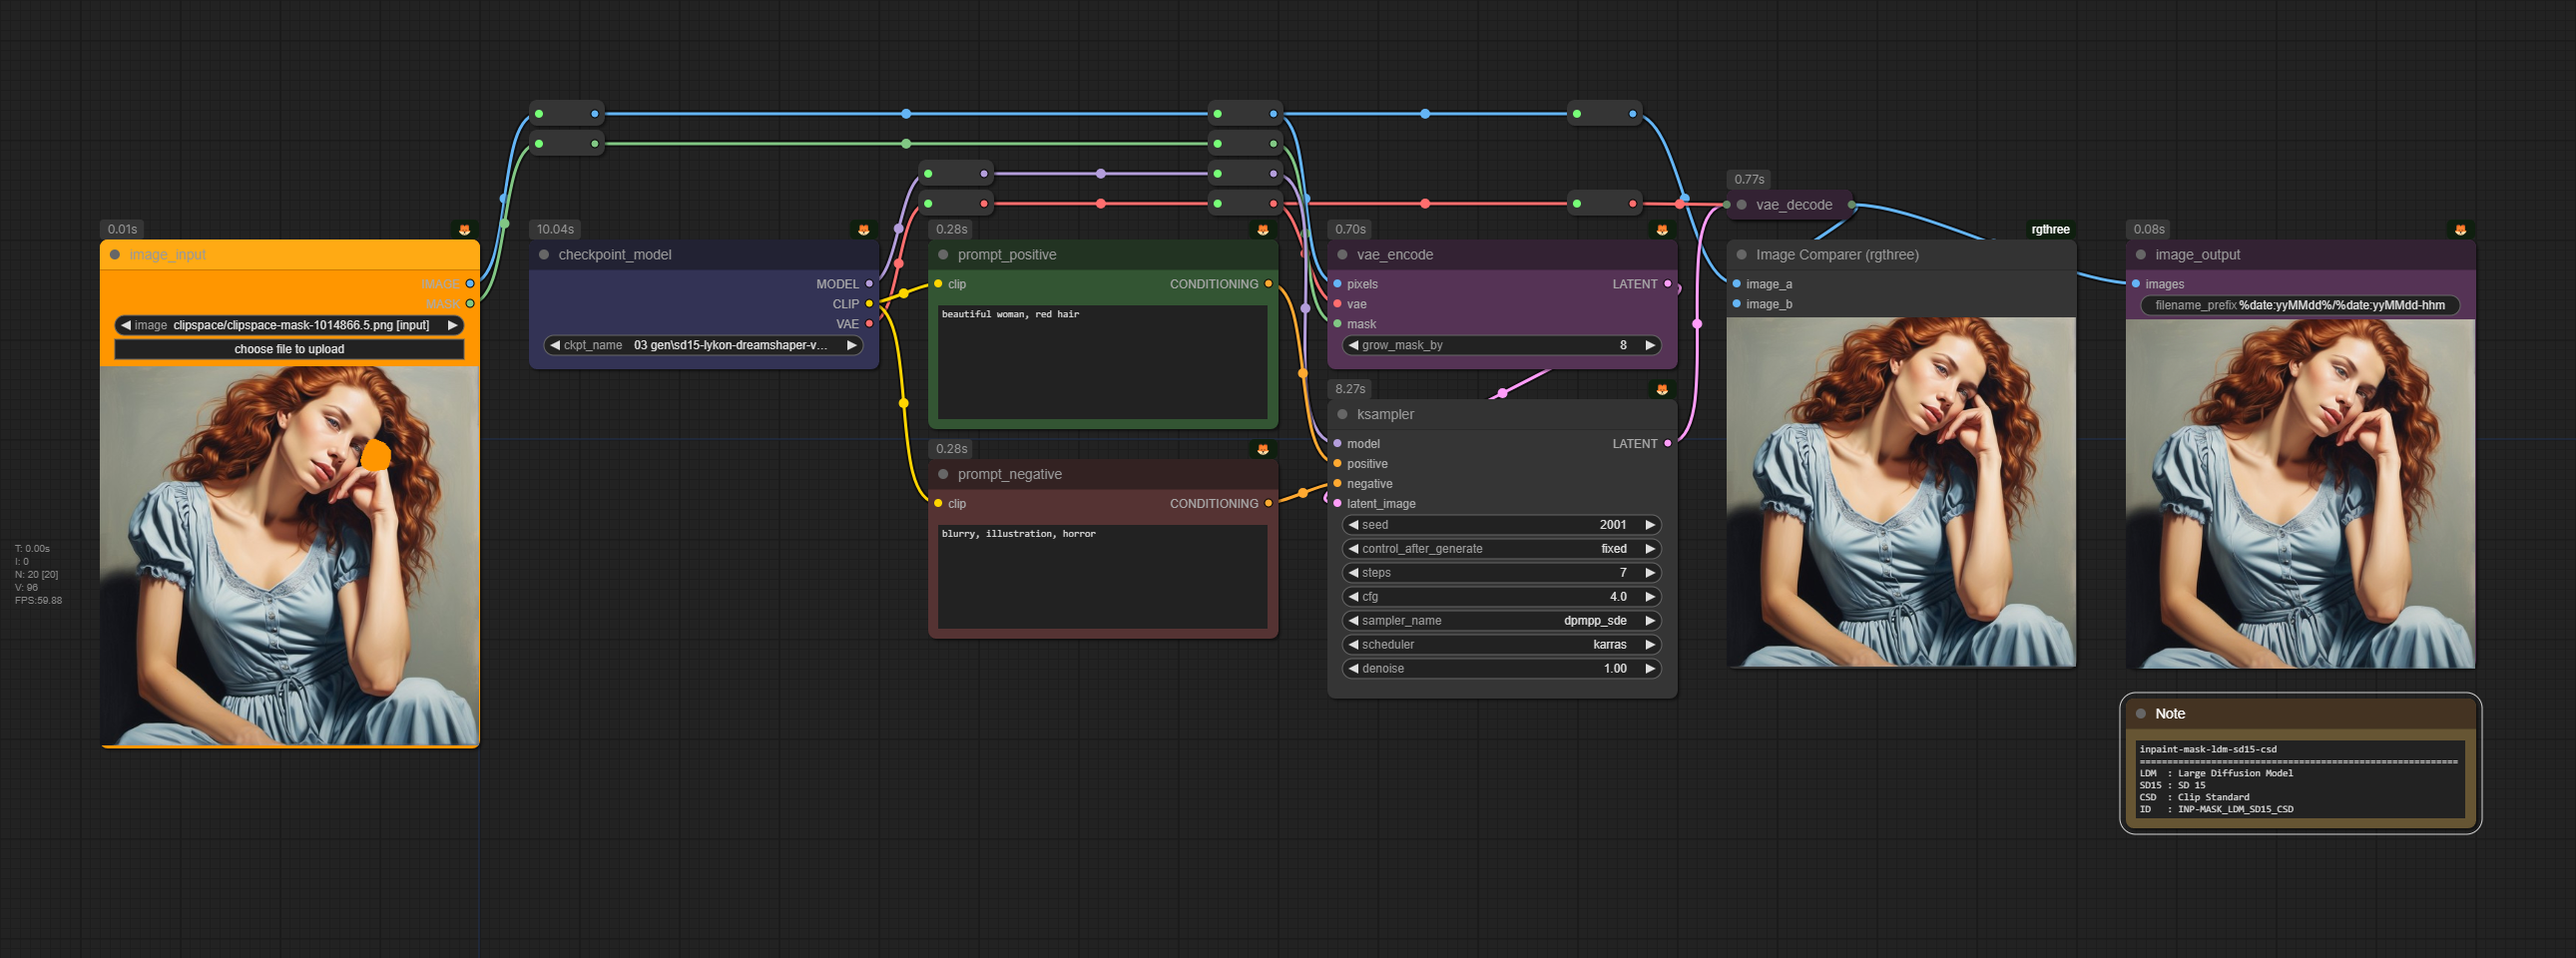 0.77s
0.01s
10.04s
0.28s
0.70s
rgthree
0.08s
vae_decode
image_input
IMAGE
MASK
image clipspace/clipspace-mask-1014866.5.png [input]
choose file to upload
checkpoint_model
MODEL
CLIP
VAE
ckpt_name 03 gen\sd15-lykon-dreamshaper-v...
prompt_positive
clip CONDITIONING
beautiful woman, red hair
0.28s
prompt_negative
clip CONDITIONING
blurry, illustration, horror
vae_encode
pixels LATENT
vae
mask
grow_mask_by 8
8.27s
ksampler
model LATENT
positive
negative
latent_image
seed 2001
control_after_generate fixed
steps 7
cfg 4.0
sampler_name dpmpp_sde
scheduler karras
denoise 1.00
Image Comparer (rgthree)
image_a
image_b
image_output
images
filename_prefix %date:yyMMdd%/%date:yyMMdd-hhm
Note
inpaint-mask-ldm-sd15-csd
==========================================================
LDM : Large Diffusion Model
SD15 : SD 15
CSD : Clip Standard
ID : INP-MASK_LDM_SD15_CSD
T: 0.00s
I: 0
N: 20 [20]
V: 96
FPS:59.88